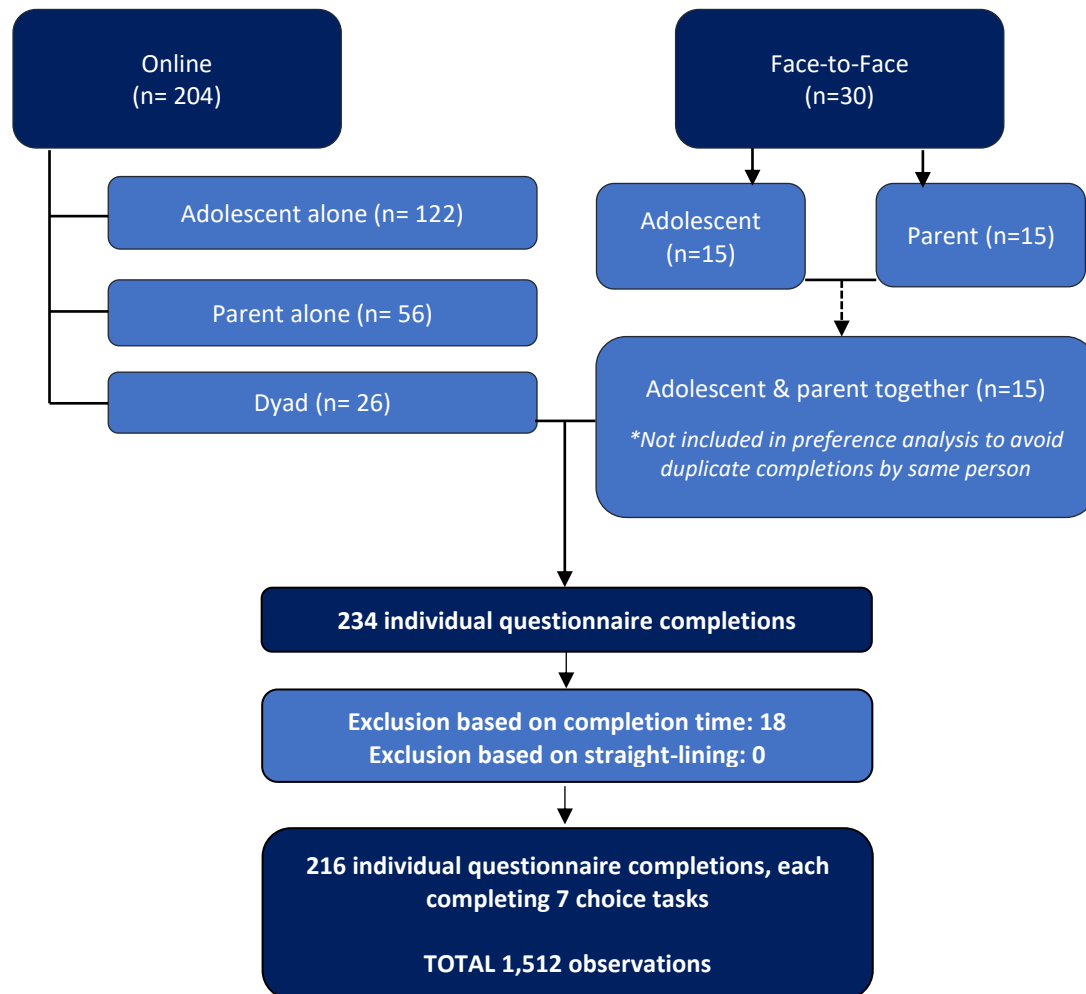 Online
(n= 204)
Face-to-Face
(n=30)
Adolescent alone (n= 122)
Parent alone (n= 56)
Dyad (n= 26)
Adolescent
(n=15)
Parent (n=15)
Adolescent & parent together (n=15)
*Not included in preference analysis to avoid
duplicate completions by same person
234 individual questionnaire completions
Exclusion based on completion time: 18
Exclusion based on straight-lining: 0
216 individual questionnaire completions, each
completing 7 choice tasks
TOTAL 1,512 observations